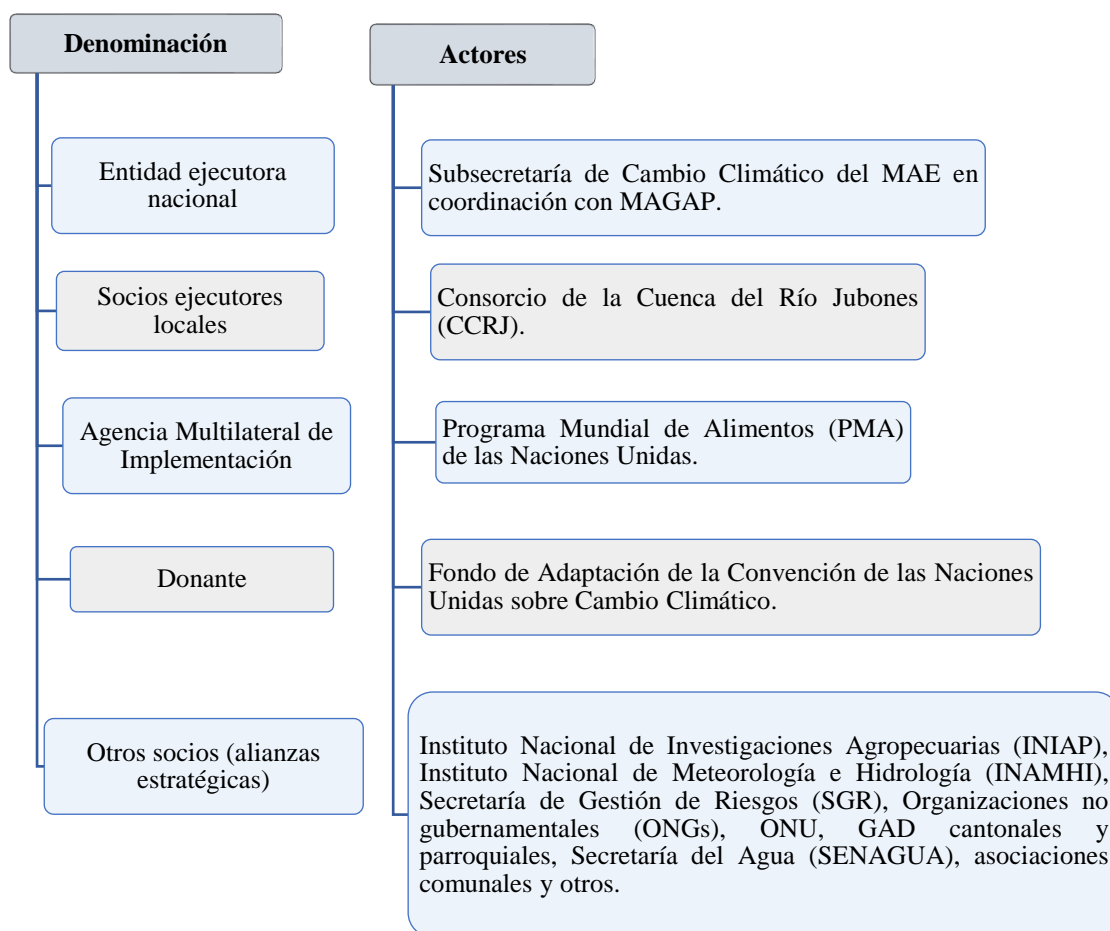 Denominación
Actores
Entidad ejecutora
nacional
Subsecretaría de Cambio Climático del MAE en
coordinación con MAGAP.
Socios ejecutores
locales
Consorcio de la Cuenca del Río Jubones
(CCRJ).
Agencia Multilateral de
Implementación
Programa Mundial de Alimentos (PMA)
de las Naciones Unidas.
Donante
Fondo de Adaptación de la Convención de las Naciones
Unidas sobre Cambio Climático.
Otros socios (alianzas
estratégicas)
Instituto Nacional de Investigaciones Agropecuarias (INIAP),
Instituto Nacional de Meteorología e Hidrología (INAMHI),
Secretaría de Gestión de Riesgos (SGR), Organizaciones no
gubernamentales (ONGs), ONU, GAD cantonales y
parroquiales, Secretaría del Agua (SENAGUA), asociaciones
comunales y otros.